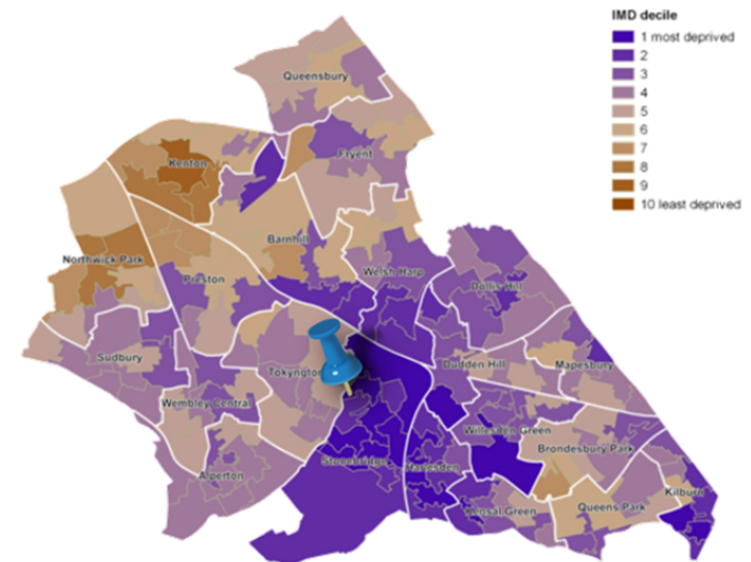 IMD decile
1 most deprived
2
3
4
5
6
7
8
9
10 least deprived
Queensbury
Kenton
Fryent
Northwick Park
Barnhill
Preston
Welsh Harp
Dollis Hill
Sudbury
Tokyngton
Dudden Hill
Mapesbury
Wembley Central
Willesden Green
Brondesbury Park
Alperton
Stonebridge
Harlesden
Kensal Green
Queens Park
Kilburn